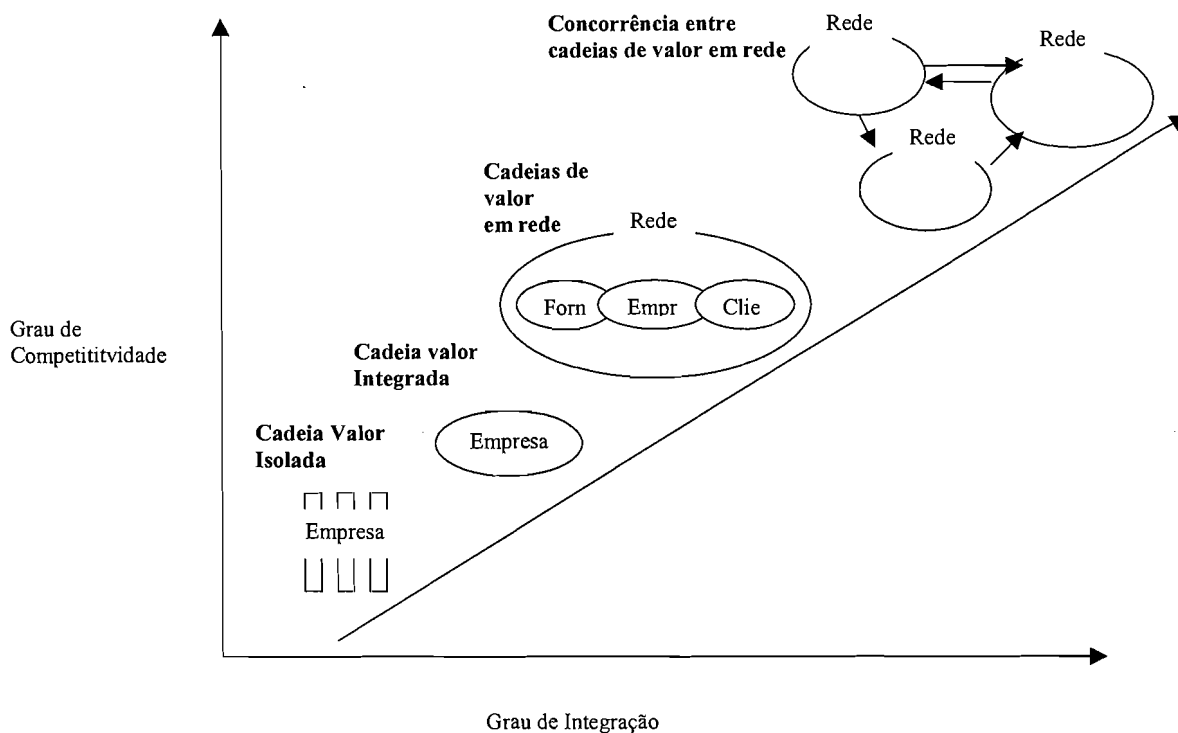 Concorrência entre
cadeias de valor em rede
Rede
Rede
Rede
Cadeias de
valor
em rede
Rede
Forn
Empr
Clie
Grau de
Competititvidade
Cadeia valor
Integrada
Empresa
Cadeia Valor
Isolada
Empresa
Grau de Integração